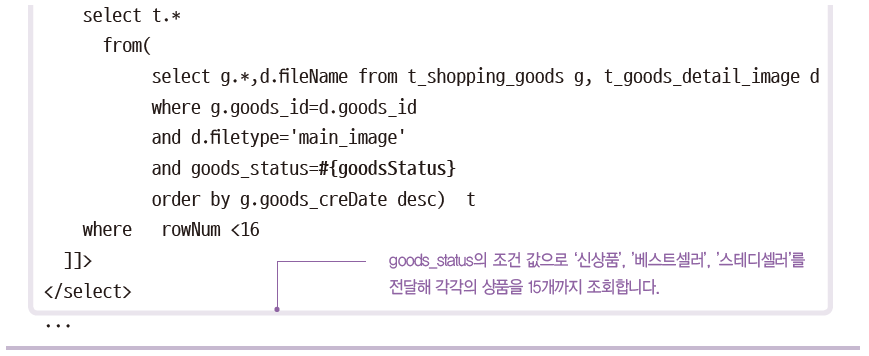 select t.*
from(
select g.*,d.fileName from t_shopping_goods g, t_goods_detail_image d
where g.goods_id=d.goods_id
and d.filetype='main_image'
and goods_status=#{goodsStatus}
order by g.goods_creDate desc) t
where rowNum <16
]]>
goods_status의 조건 값으로 '신상품', '베스트셀러', '스테디셀러'를
전달해 각각의 상품을 15개까지 조회합니다.
</select>
...